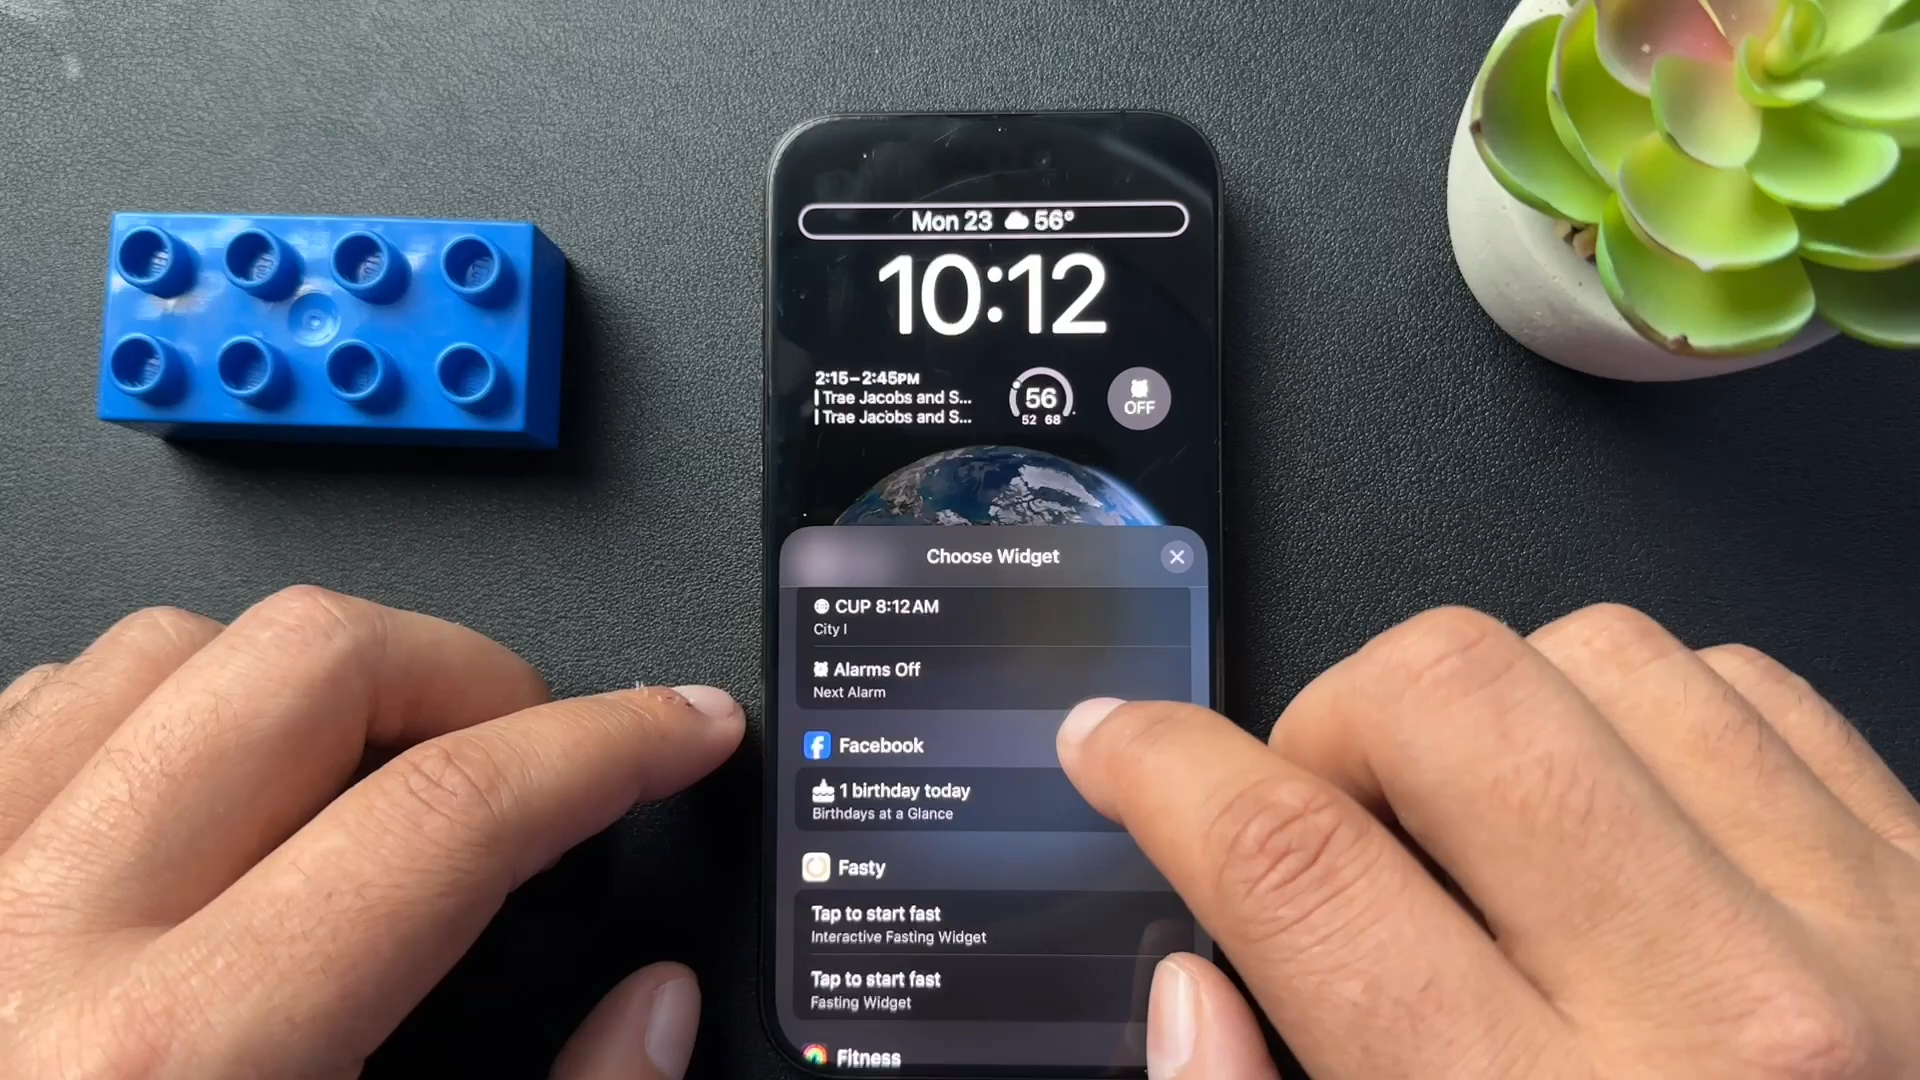 Mon 23 56°
10:12
2:15–2:45PM
Trae Jacobs and S...
Trae Jacobs and S...
56
52 68
OFF
Choose Widget
CUP 8:12AM
City I
Alarms Off
Next Alarm
Facebook
1 birthday today
Birthdays at a Glance
Fasty
Tap to start fast
Interactive Fasting Widget
Tap to start fast
Fasting Widget
Fitness